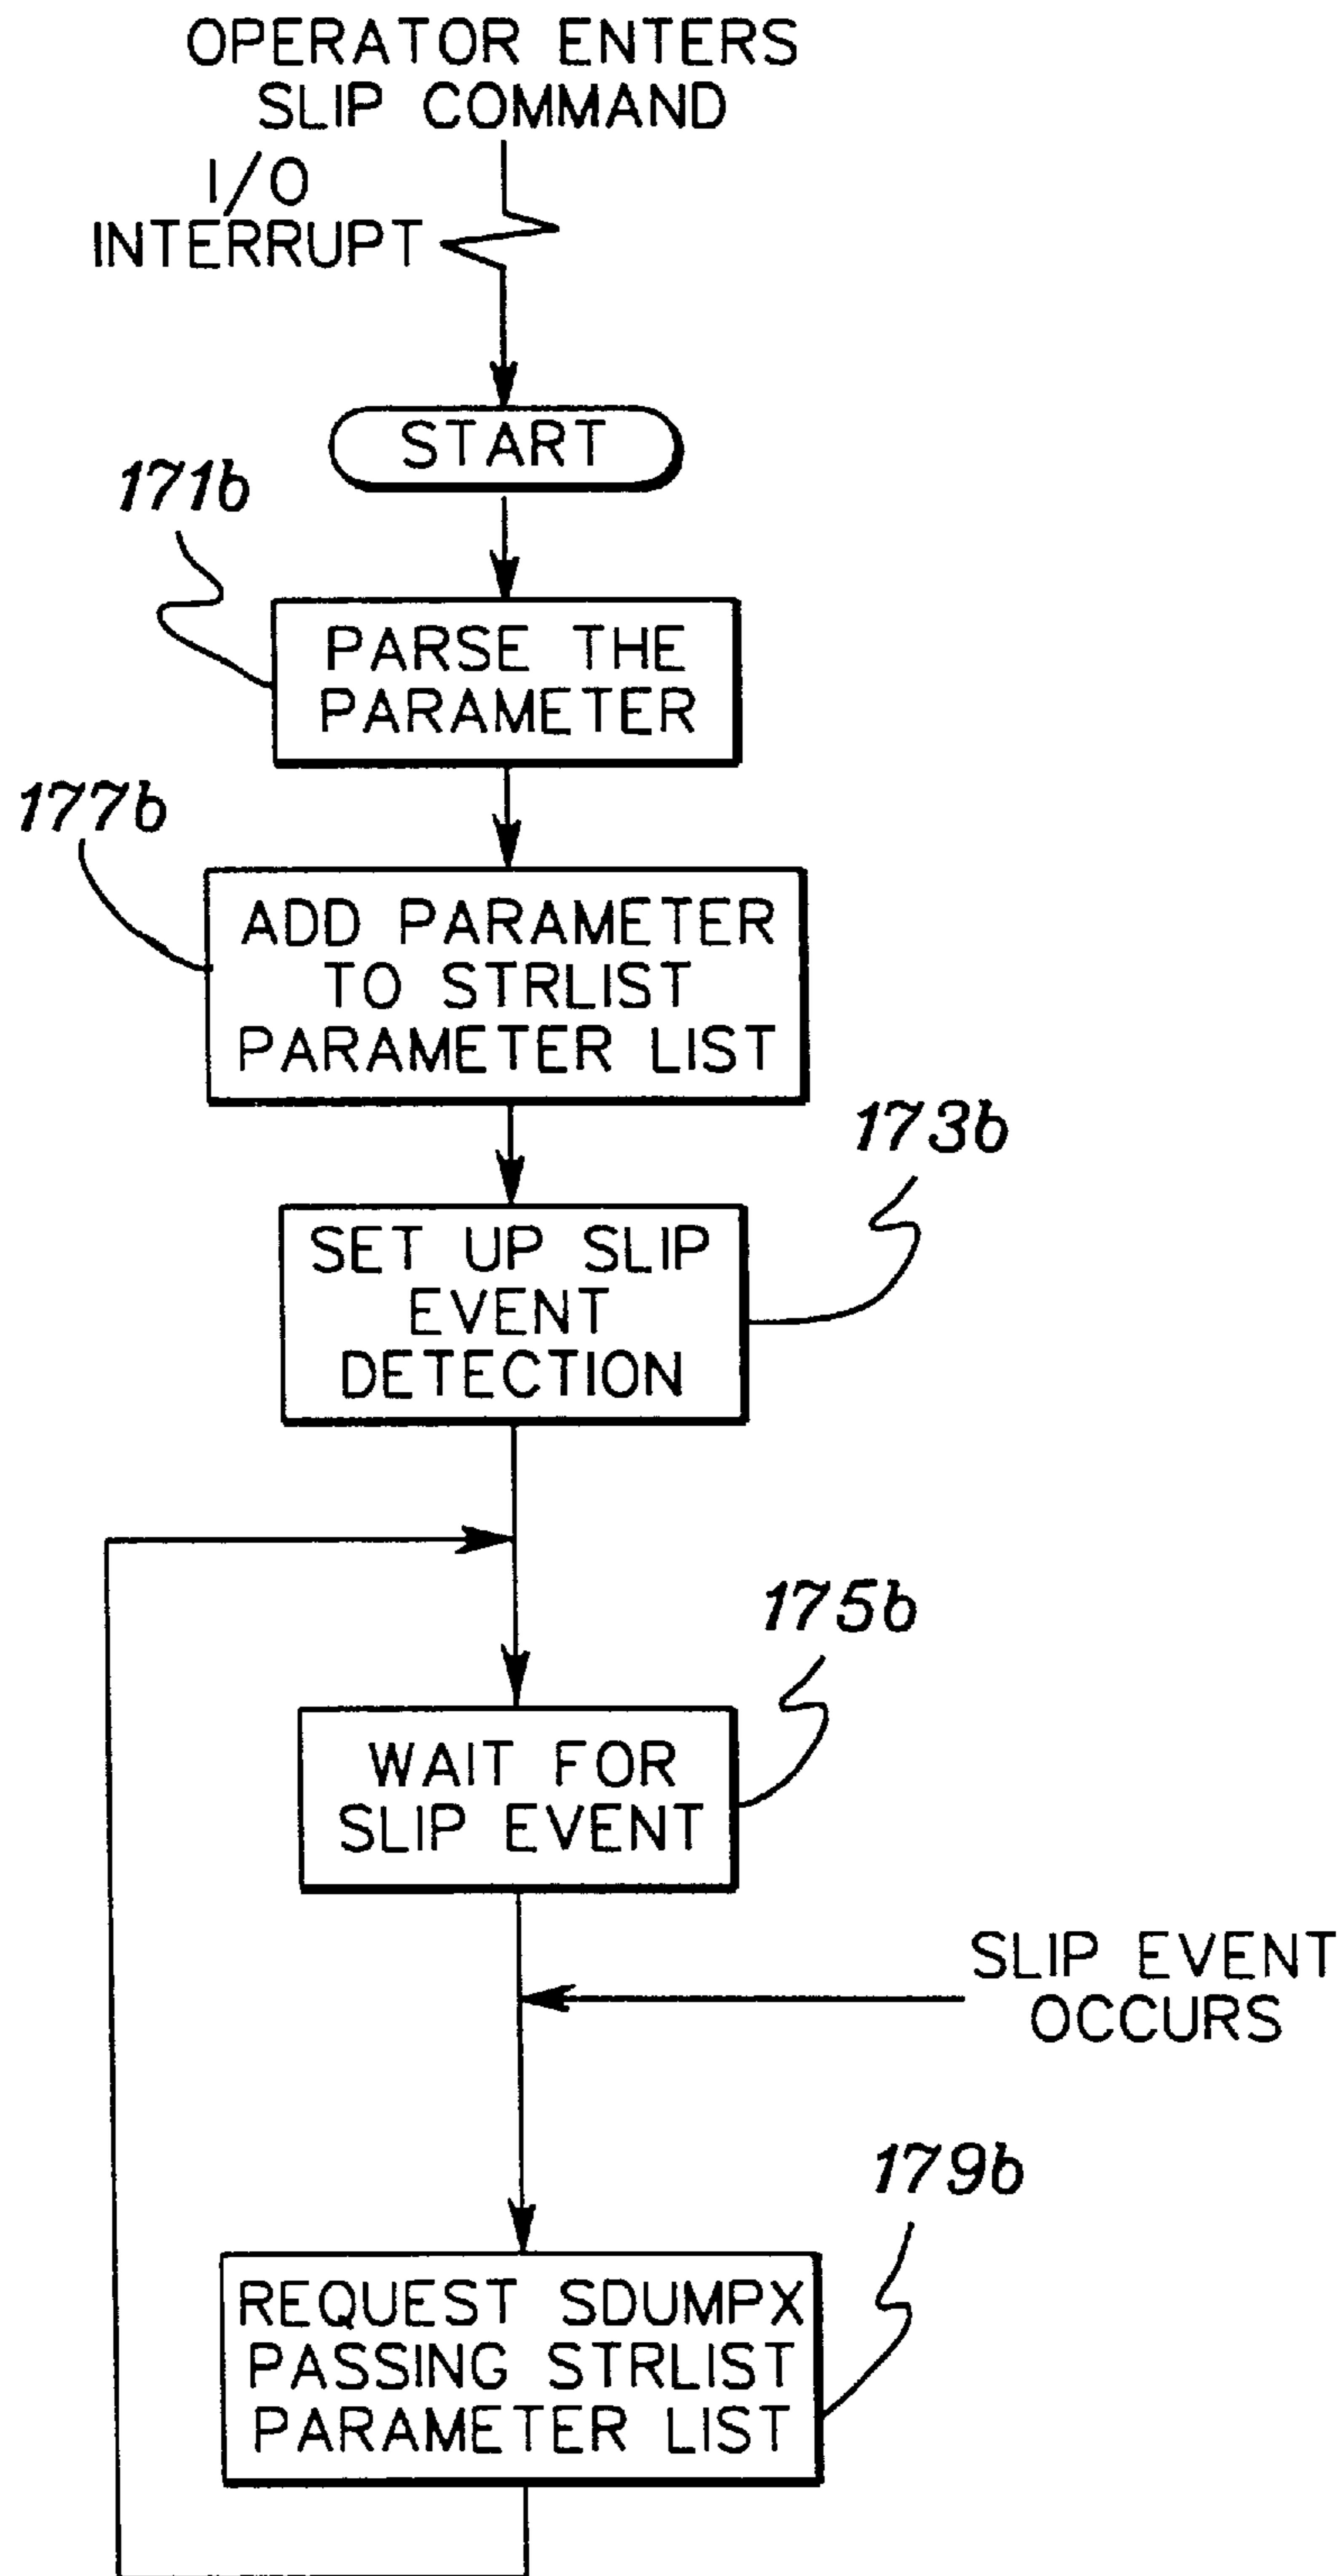 OPERATOR ENTERS
SLIP COMMAND
I/O
INTERRUPT
START
171b
PARSE THE
PARAMETER
177b
ADD PARAMETER
TO STRLIST
PARAMETER LIST
173b
SET UP SLIP
EVENT
DETECTION
175b
WAIT FOR
SLIP EVENT
SLIP EVENT
OCCURS
179b
REQUEST SDUMPX
PASSING STRLIST
PARAMETER LIST